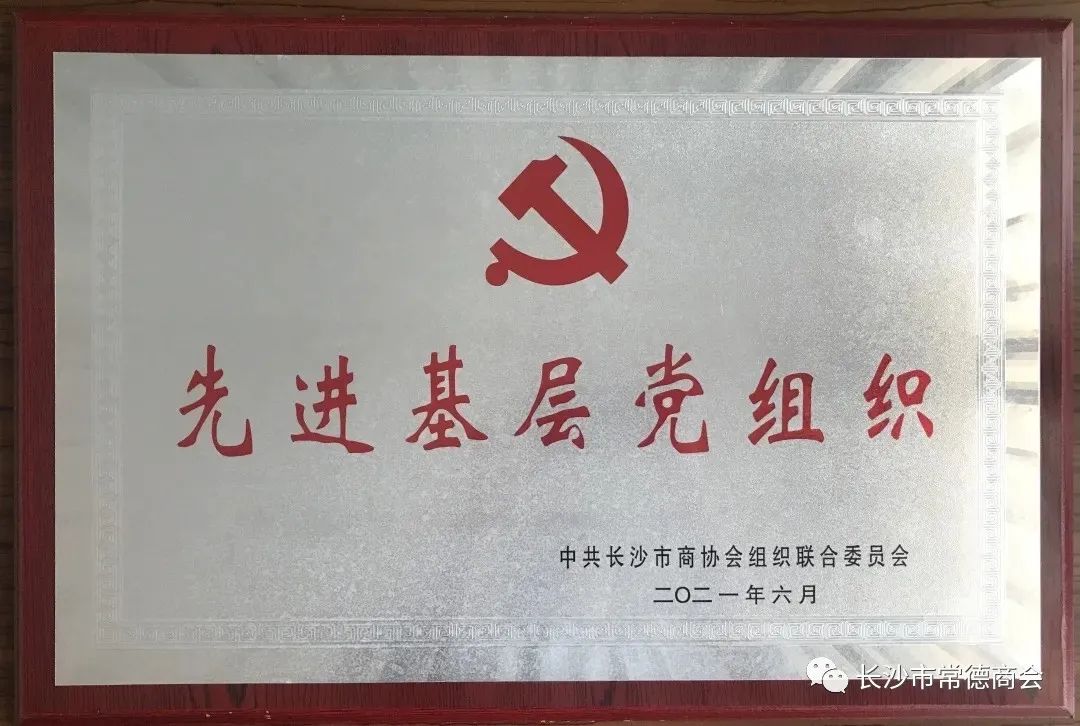 先进基层党组织
中共长沙市商协会组织联合委员会
二〇二一年六月
长沙市常德商会